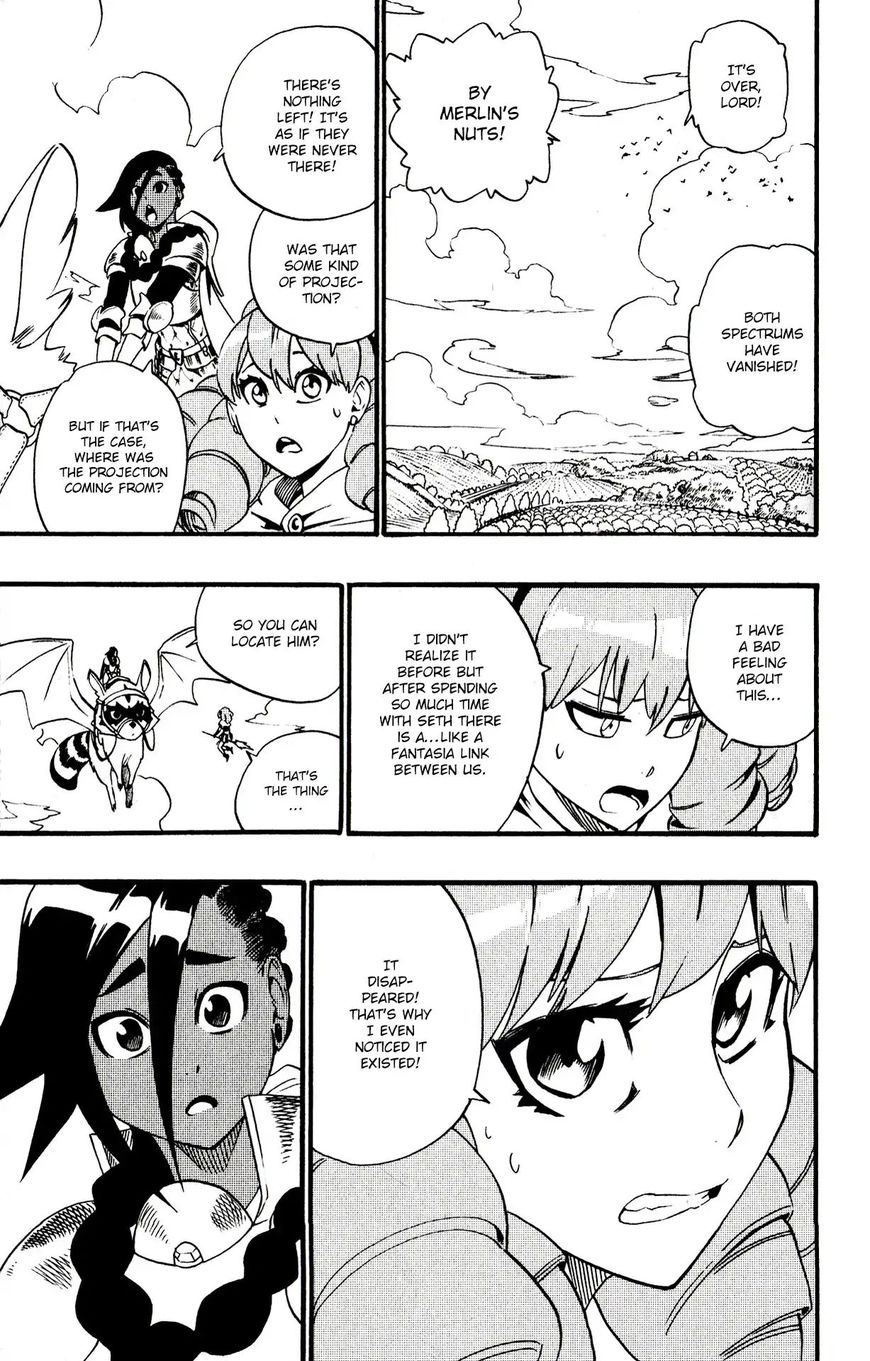 IT'S
OVER,
LORD!
BY
MERLIN'S
NUTS!
BOTH
SPECTRUMS
HAVE
VANISHED!
THERE'S
NOTHING
LEFT! IT'S
AS IF THEY
WERE NEVER
THERE!
WAS THAT
SOME KIND
OF PROJEC-
TION?
BUT IF THAT'S
THE CASE,
WHERE WAS
THE PROJECTION
COMING FROM?
I HAVE
A BAD
FEELING
ABOUT
THIS...
I DIDN'T
REALIZE IT
BEFORE BUT
AFTER SPENDING
SO MUCH TIME
WITH SETH THERE
IS A...LIKE A
FANTASIA LINK
BETWEEN US.
SO YOU CAN
LOCATE HIM?
THAT'S
THE THING
...
IT
DISAP-
PEARED!
THAT'S WHY
I EVEN
NOTICED IT
EXISTED!